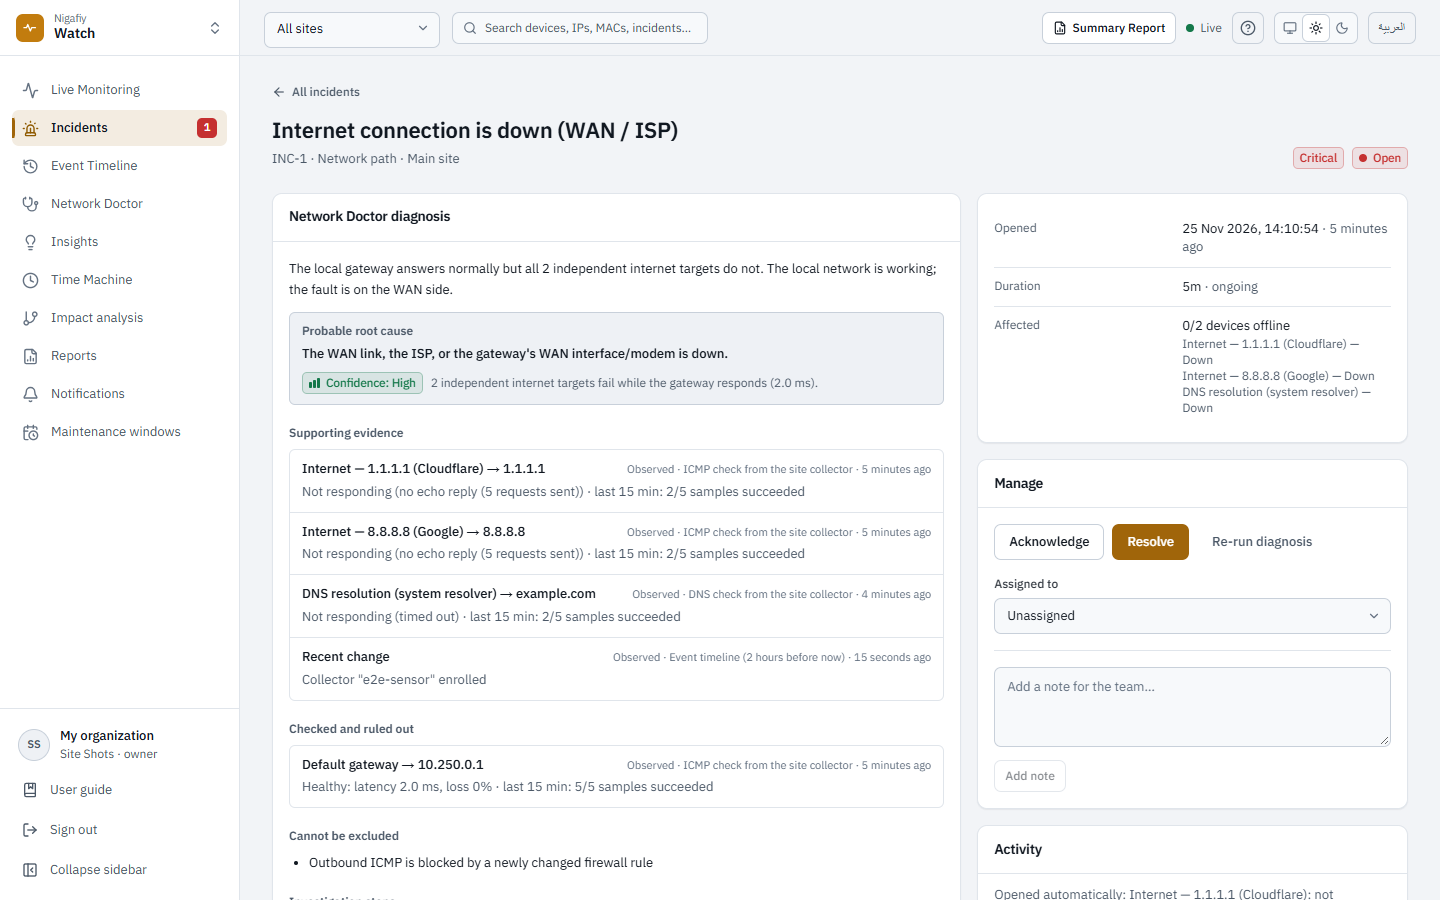 Nigafiy
Watch
All sites
Search devices, IPs, MACs, incidents...
Summary Report
Live
العربية
Live Monitoring
Incidents
1
Event Timeline
Network Doctor
Insights
Time Machine
Impact analysis
Reports
Notifications
Maintenance windows
SS
My organization
Site Shots · owner
User guide
Sign out
Collapse sidebar
All incidents
Internet connection is down (WAN / ISP)
INC-1 · Network path · Main site
Critical
Open
Network Doctor diagnosis
The local gateway answers normally but all 2 independent internet targets do not. The local network is working;
the fault is on the WAN side.
Probable root cause
The WAN link, the ISP, or the gateway's WAN interface/modem is down.
Confidence: High
2 independent internet targets fail while the gateway responds (2.0 ms).
Supporting evidence
Internet — 1.1.1.1 (Cloudflare) → 1.1.1.1
Observed · ICMP check from the site collector · 5 minutes ago
Not responding (no echo reply (5 requests sent)) · last 15 min: 2/5 samples succeeded
Internet — 8.8.8.8 (Google) → 8.8.8.8
Observed · ICMP check from the site collector · 5 minutes ago
Not responding (no echo reply (5 requests sent)) · last 15 min: 2/5 samples succeeded
DNS resolution (system resolver) → example.com
Observed · DNS check from the site collector · 4 minutes ago
Not responding (timed out) · last 15 min: 2/5 samples succeeded
Recent change
Observed · Event timeline (2 hours before now) · 15 seconds ago
Collector "e2e-sensor" enrolled
Checked and ruled out
Default gateway → 10.250.0.1
Observed · ICMP check from the site collector · 5 minutes ago
Healthy: latency 2.0 ms, loss 0% · last 15 min: 5/5 samples succeeded
Cannot be excluded
• Outbound ICMP is blocked by a newly changed firewall rule
Opened
25 Nov 2026, 14:10:54 · 5 minutes
ago
Duration
5m · ongoing
Affected
0/2 devices offline
Internet — 1.1.1.1 (Cloudflare) —
Down
Internet — 8.8.8.8 (Google) — Down
DNS resolution (system resolver) —
Down
Manage
Acknowledge
Resolve
Re-run diagnosis
Assigned to
Unassigned
Add a note for the team...
Add note
Activity
Opened automatically: Internet — 1.1.1.1 (Cloudflare): not